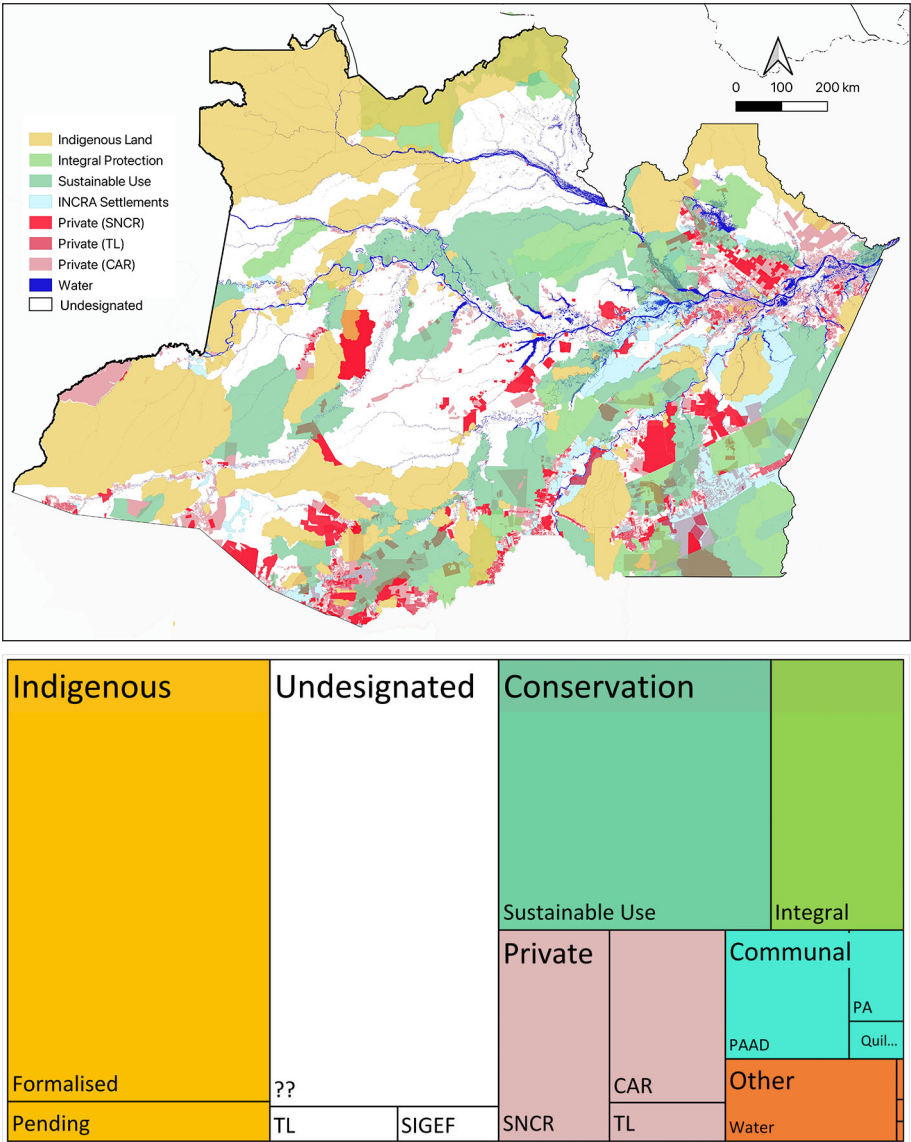 0 100 200 km
Indigenous Land
Integral Protection
Sustainable Use
INCRA Settlements
Private (SNCR)
Private (TL)
Private (CAR)
Water
Undesignated
Indigenous
Formalised
Pending
Undesignated
??
TL
SIGEF
Conservation
Sustainable Use
Integral
Private
SNCR
CAR
TL
Communal
PAAD
PA
Quil...
Other
Water